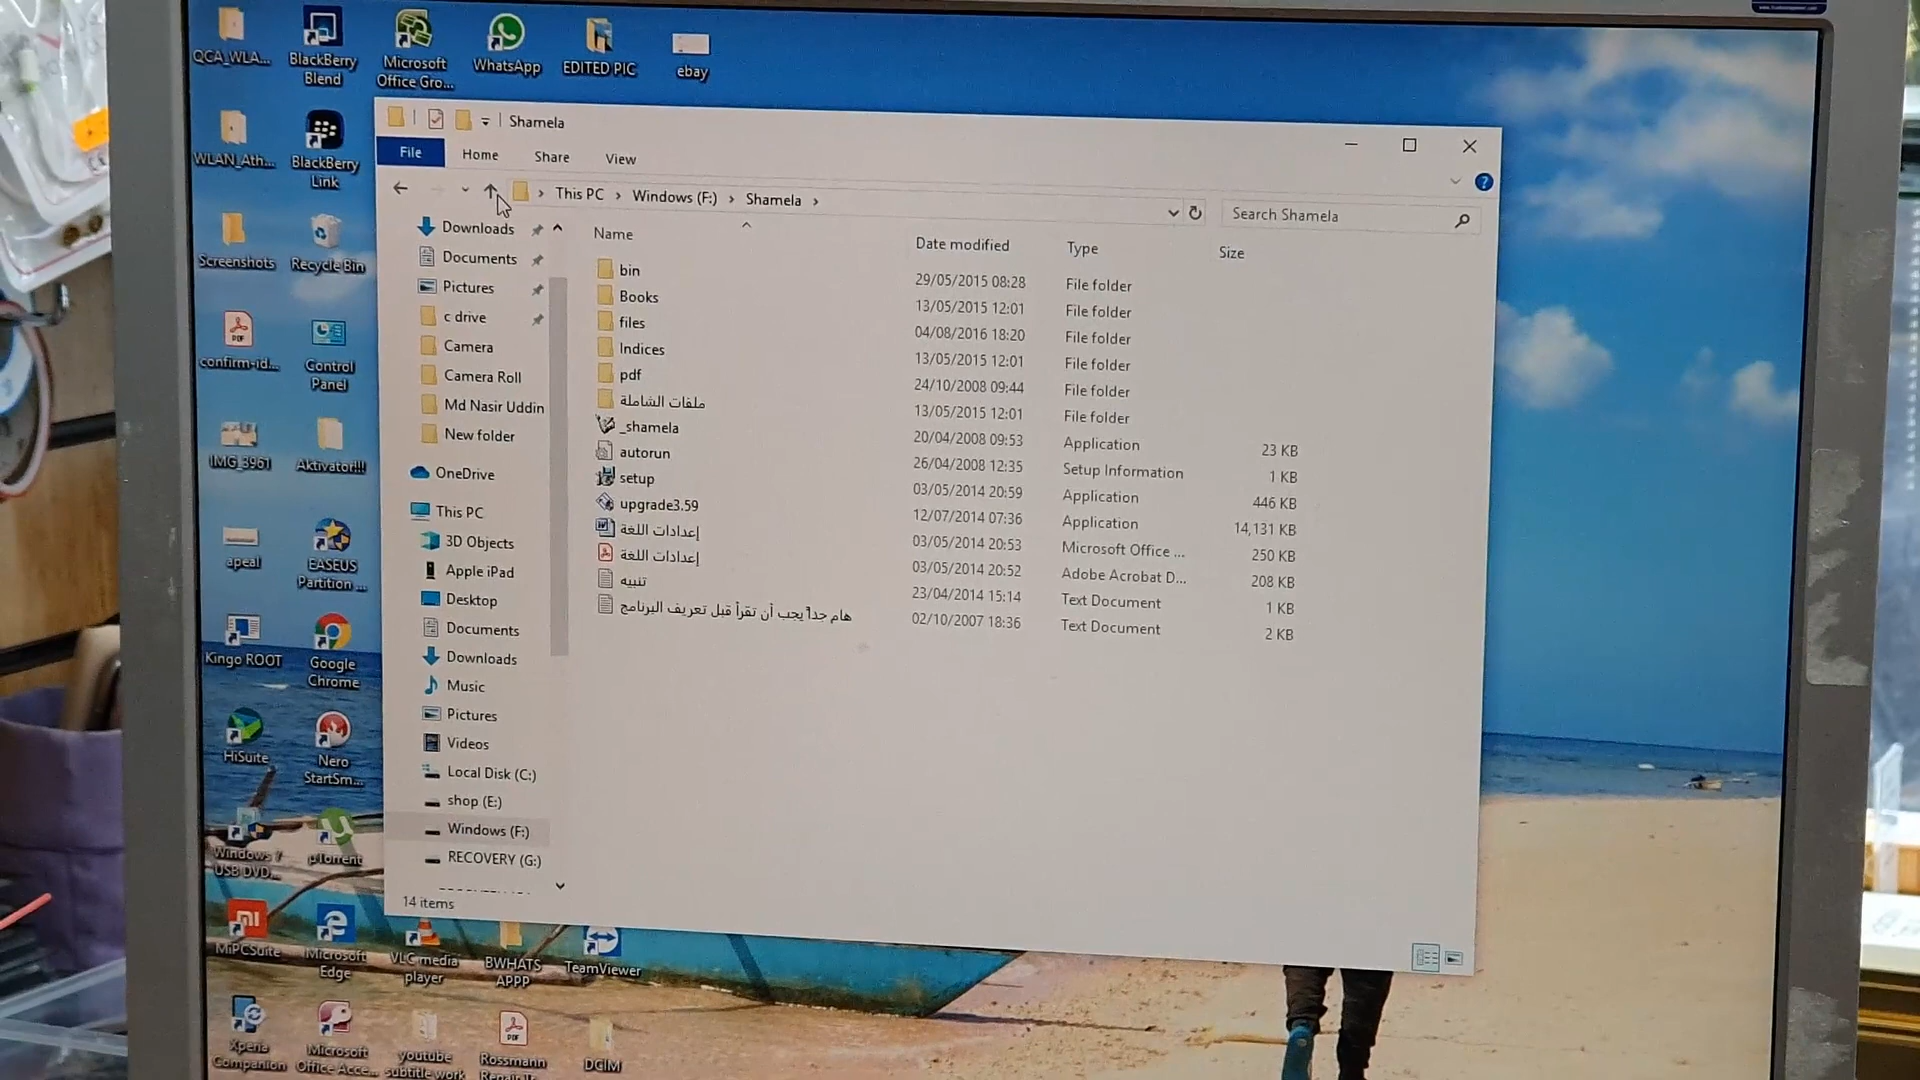 QCA_WLA...
BlackBerry
Blend
Microsoft
Office Gro...
WhatsApp
EDITED PIC
ebay
WLAN_Ath...
BlackBerry
Link
Screenshots
Recycle Bin
confirm-id...
Control
Panel
IMG_3961
Aktivator!!!
apeal
EASEUS
Partition ...
Kingo ROOT
Google
Chrome
HiSuite
Nero
StartSm...
Windows 7
USB DVD...
µTorrent
MiPCSuite
Microsoft
Edge
VLC media
player
BWHATS
APPP
TeamViewer
Xperia
Companion
Microsoft
Office Acce...
youtube
subtitle work
Rossmann
DCIM
Shamela
File Home Share View
This PC Windows (F:) Shamela
Search Shamela
Downloads
Documents
Pictures
c drive
Camera
Camera Roll
Md Nasir Uddin
New folder
OneDrive
This PC
3D Objects
Apple iPad
Desktop
Documents
Downloads
Music
Pictures
Videos
Local Disk (C:)
shop (E:)
Windows (F:)
RECOVERY (G:)
Name Date modified Type Size
bin 29/05/2015 08:28 File folder
Books 13/05/2015 12:01 File folder
files 04/08/2016 18:20 File folder
Indices 13/05/2015 12:01 File folder
pdf 24/10/2008 09:44 File folder
ملفات الشاملة 13/05/2015 12:01 File folder
_shamela 20/04/2008 09:53 Application 23 KB
autorun 26/04/2008 12:35 Setup Information 1 KB
setup 03/05/2014 20:59 Application 446 KB
upgrade3.59 12/07/2014 07:36 Application 14,131 KB
إعدادات اللغة 03/05/2014 20:53 Microsoft Office ... 250 KB
إعدادات اللغة 03/05/2014 20:52 Adobe Acrobat D... 208 KB
تنبيه 23/04/2014 15:14 Text Document 1 KB
هام جداً يجب أن تقرأ قبل تعريف البرنامج 02/10/2007 18:36 Text Document 2 KB
14 items